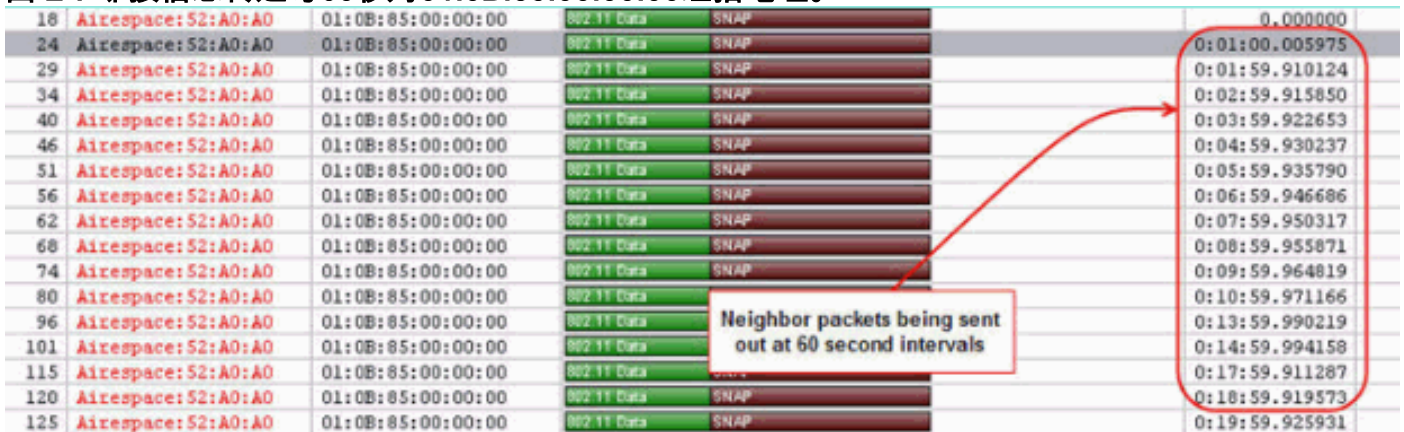 18 Airespace:52:A0:A0 01:0B:85:00:00:00 802.11 Data SNAP 0.000000
24 Airespace:52:A0:A0 01:0B:85:00:00:00 802.11 Data SNAP 0:01:00.005975
29 Airespace:52:A0:A0 01:0B:85:00:00:00 802.11 Data SNAP 0:01:59.910124
34 Airespace:52:A0:A0 01:0B:85:00:00:00 802.11 Data SNAP 0:02:59.915850
40 Airespace:52:A0:A0 01:0B:85:00:00:00 802.11 Data SNAP 0:03:59.922653
46 Airespace:52:A0:A0 01:0B:85:00:00:00 802.11 Data SNAP 0:04:59.930237
51 Airespace:52:A0:A0 01:0B:85:00:00:00 802.11 Data SNAP 0:05:59.935790
56 Airespace:52:A0:A0 01:0B:85:00:00:00 802.11 Data SNAP 0:06:59.946686
62 Airespace:52:A0:A0 01:0B:85:00:00:00 802.11 Data SNAP 0:07:59.950317
68 Airespace:52:A0:A0 01:0B:85:00:00:00 802.11 Data SNAP 0:08:59.955871
74 Airespace:52:A0:A0 01:0B:85:00:00:00 802.11 Data SNAP 0:09:59.964819
80 Airespace:52:A0:A0 01:0B:85:00:00:00 802.11 Data 0:10:59.971166
96 Airespace:52:A0:A0 01:0B:85:00:00:00 802.11 Data 0:13:59.990219
101 Airespace:52:A0:A0 01:0B:85:00:00:00 802.11 Data 0:14:59.994158
115 Airespace:52:A0:A0 01:0B:85:00:00:00 802.11 Data 0:17:59.911287
120 Airespace:52:A0:A0 01:0B:85:00:00:00 802.11 Data SNAP 0:18:59.919573
125 Airespace:52:A0:A0 01:0B:85:00:00:00 802.11 Data SNAP 0:19:59.925931
Neighbor packets being sent
out at 60 second intervals